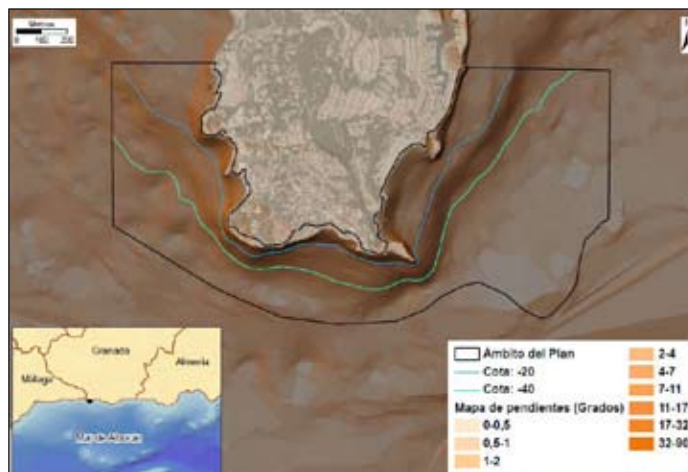 Metros
0
200
Ámbito del Plan
Cota: -20
Cota: -40
Mapa de pendientes (Grados)
0-0,5
0,5-1
1-2
2-4
4-7
7-11
11-17
17-32
32-90
Granada
Almería
Málaga
Mar de Alborán